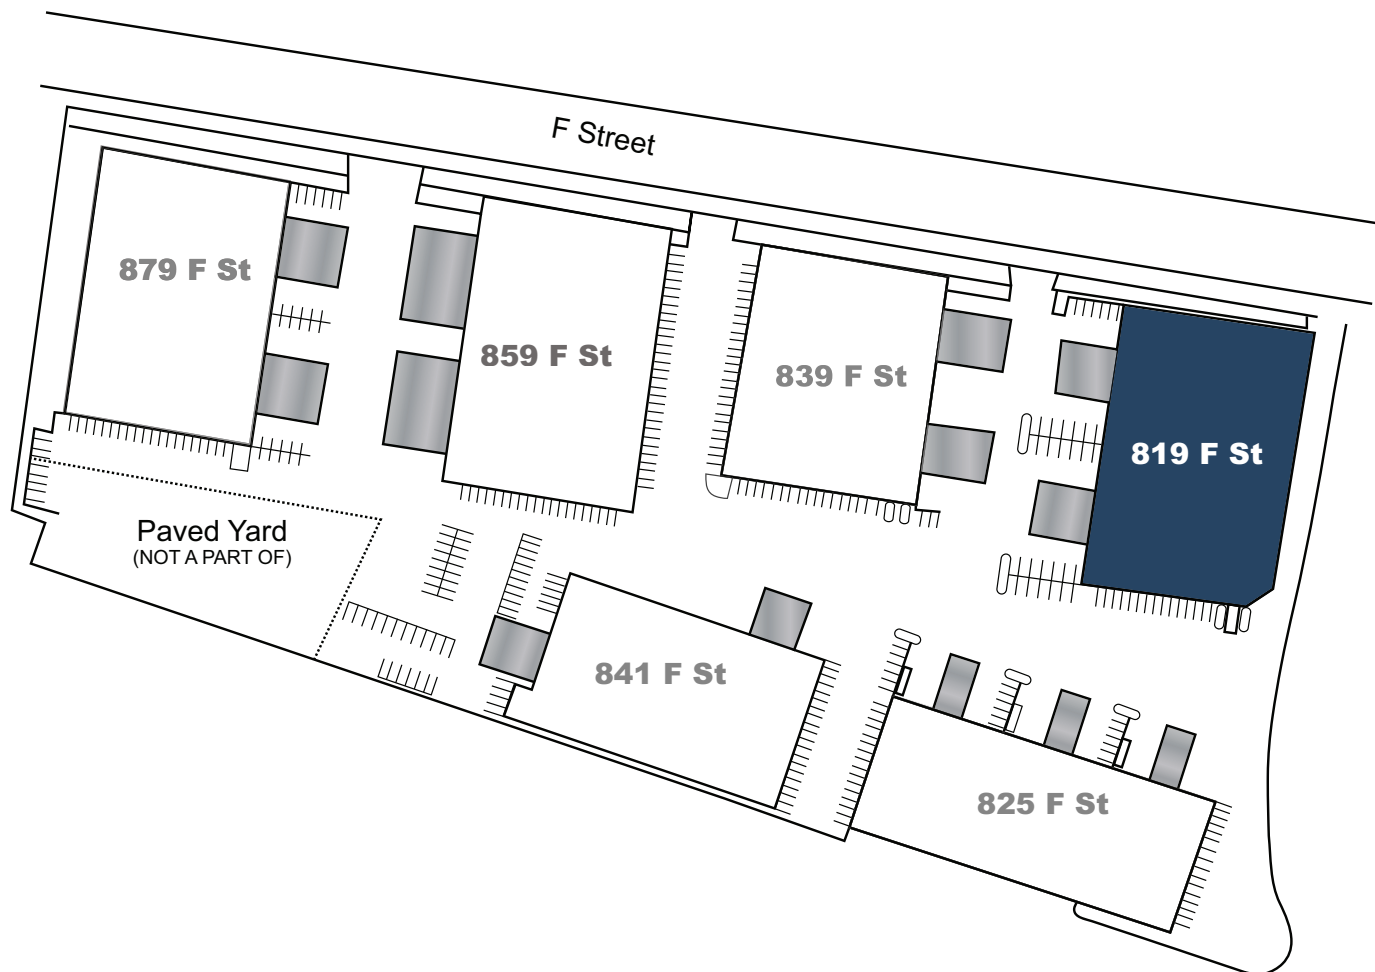 F Street
879 F St
859 F St
839 F St
819 F St
Paved Yard
(NOT A PART OF)
841 F St
825 F St